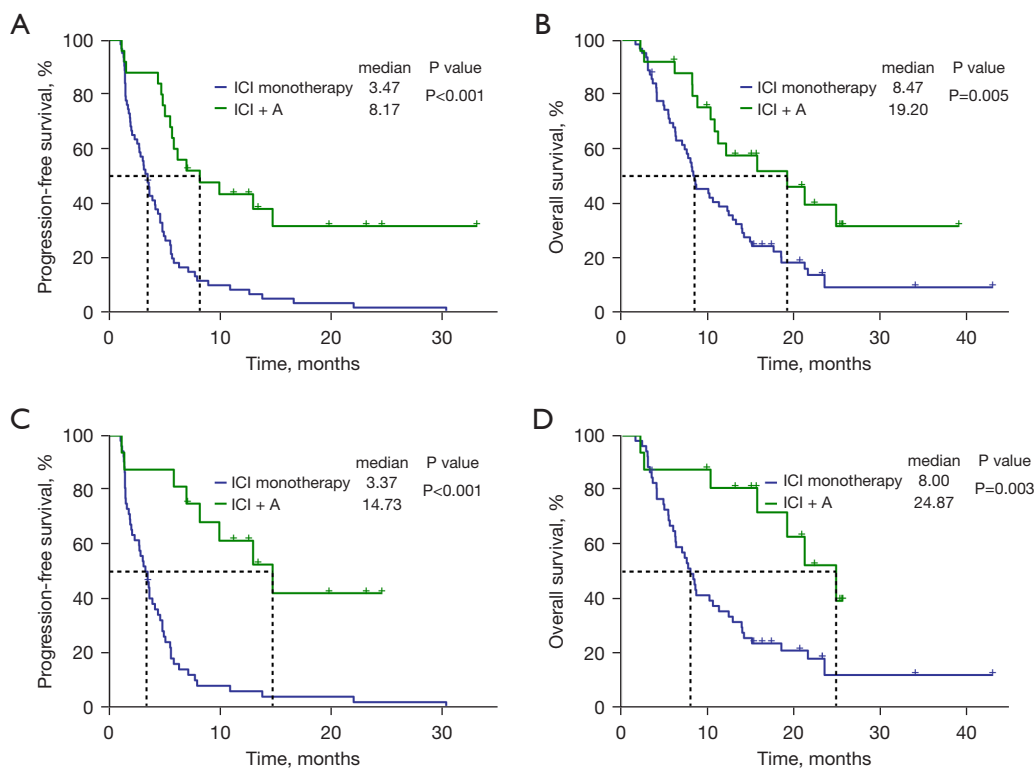 A
Progression-free survival, %
100
80
60
40
20
0
0 10 20 30
Time, months
median P value
ICI monotherapy 3.47 P<0.001
ICI + A 8.17
B
Overall survival, %
100
80
60
40
20
0
0 10 20 30 40
Time, months
median P value
ICI monotherapy 8.47 P=0.005
ICI + A 19.20
C
Progression-free survival, %
100
80
60
40
20
0
0 10 20 30
Time, months
median P value
ICI monotherapy 3.37 P<0.001
ICI + A 14.73
D
Overall survival, %
100
80
60
40
20
0
0 10 20 30 40
Time, months
median P value
ICI monotherapy 8.00 P=0.003
ICI + A 24.87